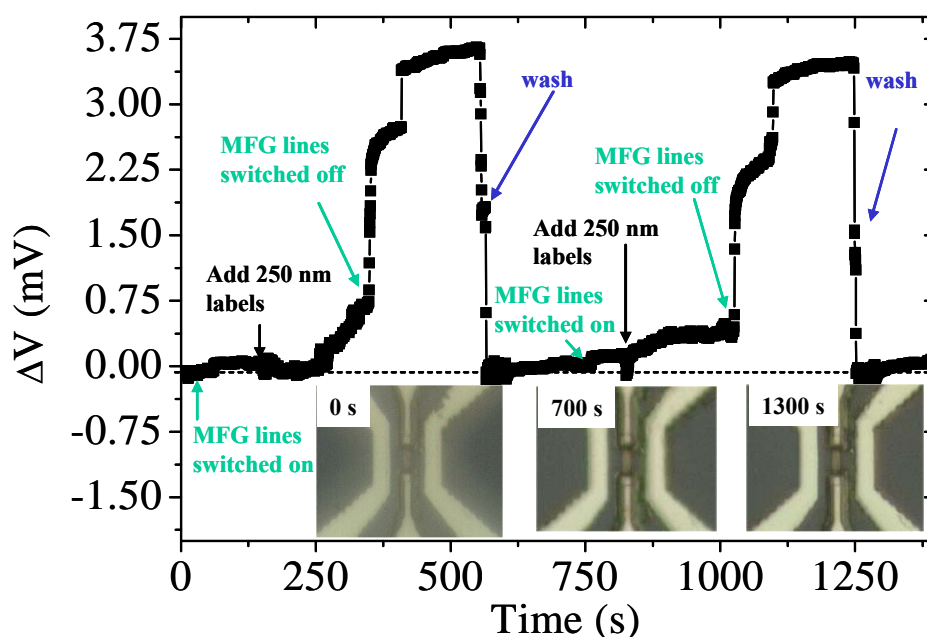 3.75
3.00
2.25
1.50
0.75
0.00
-0.75
-1.50
ΔV (mV)
wash
wash
MFG lines
switched off
MFG lines
switched off
Add 250 nm
labels
Add 250 nm
labels
MFG lines
switched on
MFG lines
switched on
0 s
700 s
1300 s
0
250
500
750
1000
1250
Time (s)